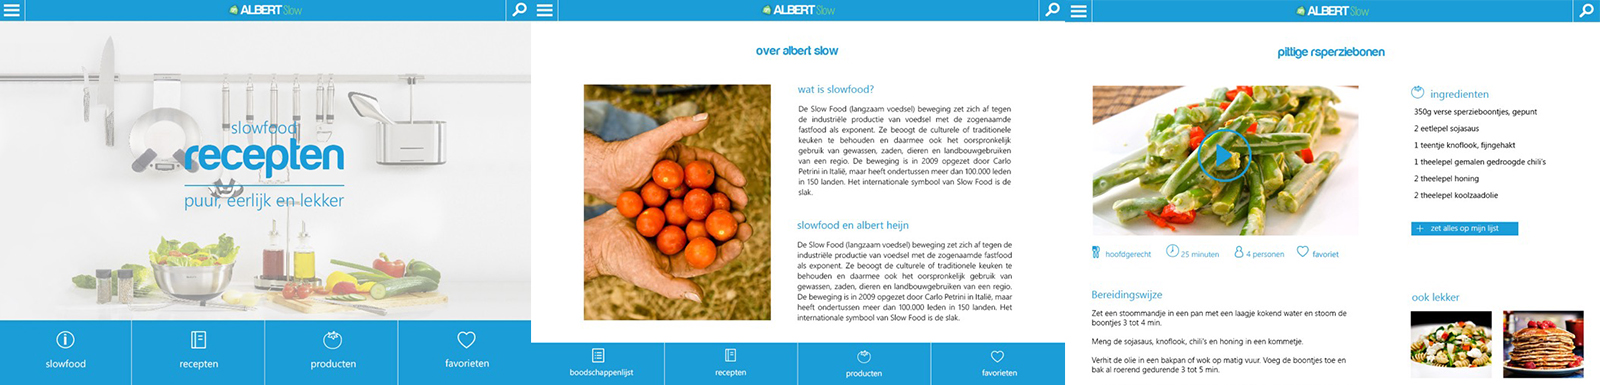 ALBERT Slow
slowfood
recepten
puur, eerlijk en lekker
slowfood
recepten
producten
favorieten
ALBERT Slow
over albert slow
wat is slowfood?
De Slow Food (langzaam voedsel) beweging zet zich af tegen
de industriële productie van voedsel met de zogenaamde
fastfood als exponent. Ze beoogt de culturele of traditionele
keuken te behouden en daarmee ook het oorspronkelijk
gebruik van gewassen, zaden, dieren en landbouwgebruiken
van een regio. De beweging is in 2009 opgezet door Carlo
Petrini in Italië, maar heeft ondertussen meer dan 100.000 leden
in 150 landen. Het internationale symbool van Slow Food is de
slak.
slowfood en albert heijn
De Slow Food (langzaam voedsel) beweging zet zich af tegen de
industriële productie van voedsel met de zogenaamde fastfood
als exponent. Ze beoogt de culturele of traditionele keuken te
behouden en daarmee ook het oorspronkelijk gebruik van
gewassen, zaden, dieren en landbouwgebruiken van een regio.
De beweging is in 2009 opgezet door Carlo Petrini in Italië, maar
heeft ondertussen meer dan 100.000 leden in 150 landen. Het
internationale symbool van Slow Food is de slak.
boodschappenlijst
recepten
producten
favorieten
ALBERT Slow
pittige rsperziebonen
hoofdgerecht
25 minuten
4 personen
favoriet
ingredienten
350g verse sperzieboontjes, gepunt
2 eetlepel sojasaus
1 teentje knoflook, fijngehakt
1 theelepel gemalen gedroogde chili's
2 theelepel honing
2 theelepel koolzaadolie
+ zet alles op mijn lijst
Bereidingswijze
Zet een stoommandje in een pan met een laagje kokend water en stoom de
boontjes 3 tot 4 min.
Meng de sojasaus, knoflook, chili's en honing in een kommetje.
Verhit de olie in een bakpan of wok op matig vuur. Voeg de boontjes toe en
bak al roerend gedurende 3 tot 5 min.
ook lekker